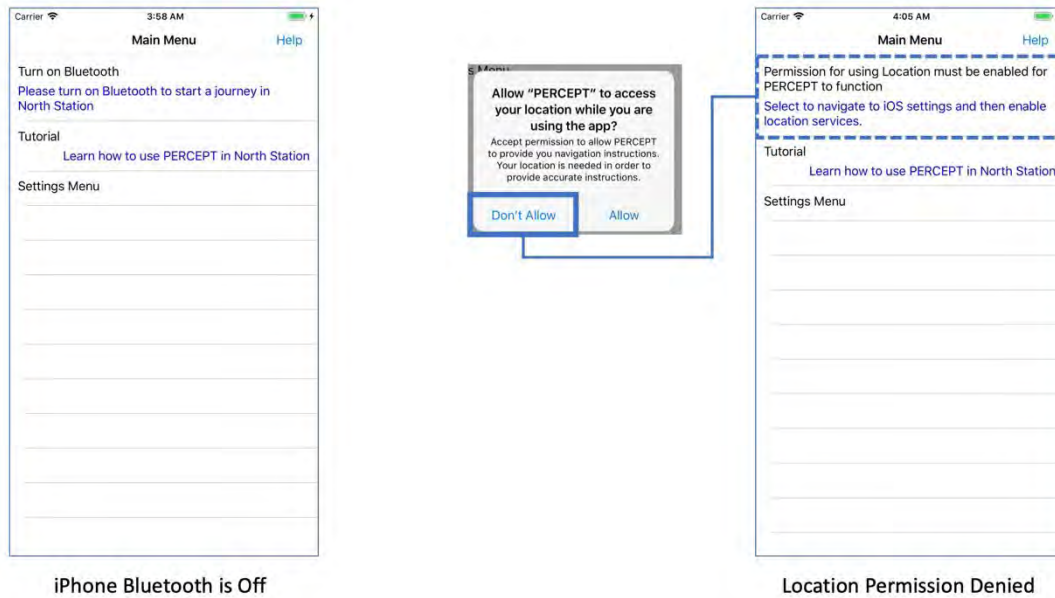 Carrier
3:58 AM
Main Menu
Help
Turn on Bluetooth
Please turn on Bluetooth to start a journey in
North Station
Tutorial
Learn how to use PERCEPT in North Station
Settings Menu
iPhone Bluetooth is Off
s Menu
Allow “PERCEPT” to access
your location while you are
using the app?
Accept permission to allow PERCEPT
to provide you navigation instructions.
Your location is needed in order to
provide accurate instructions.
Don’t Allow
Allow
Carrier
4:05 AM
Main Menu
Help
Permission for using Location must be enabled for
PERCEPT to function
Select to navigate to iOS settings and then enable
location services.
Tutorial
Learn how to use PERCEPT in North Station
Settings Menu
Location Permission Denied